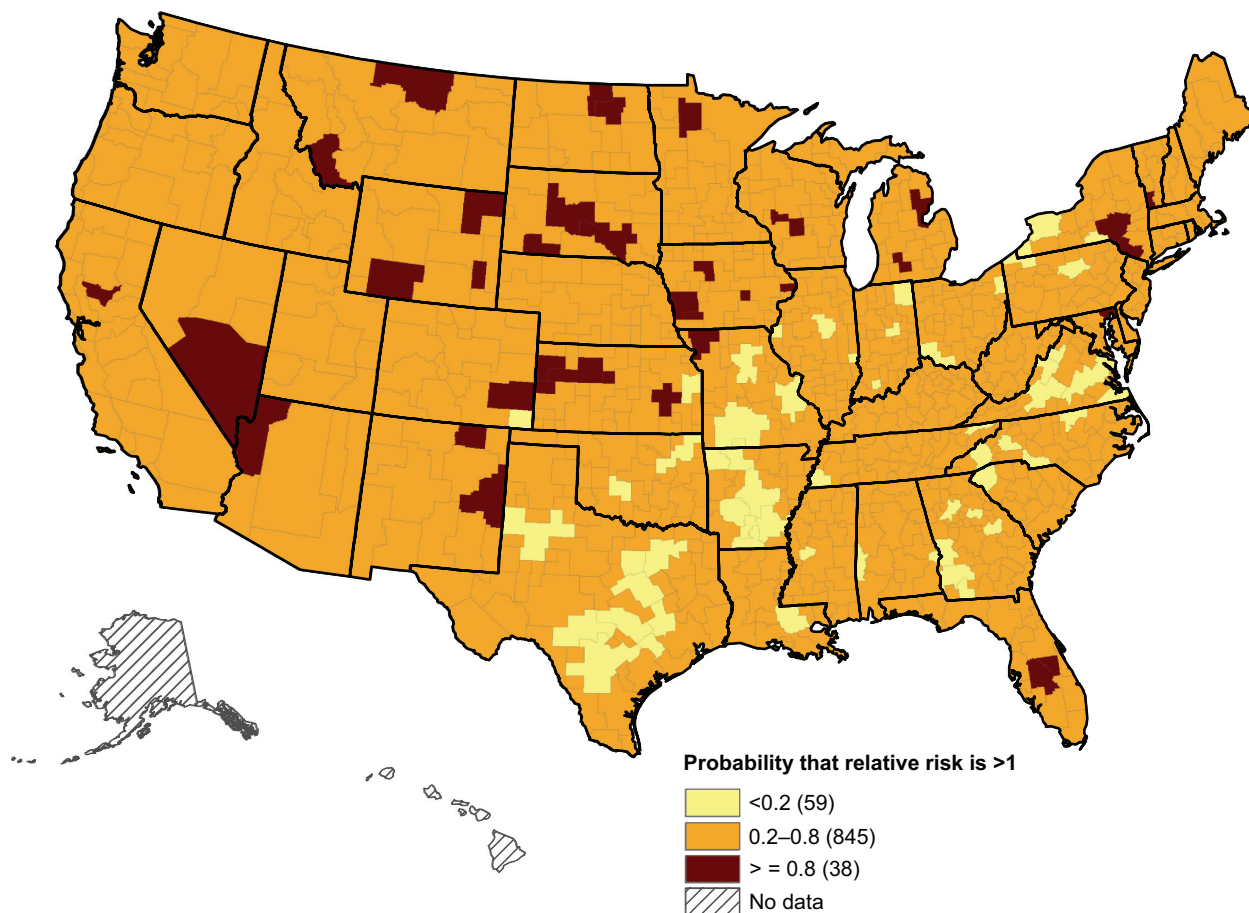 Probability that relative risk is >1
<0.2 (59)
0.2–0.8 (845)
> = 0.8 (38)
No data